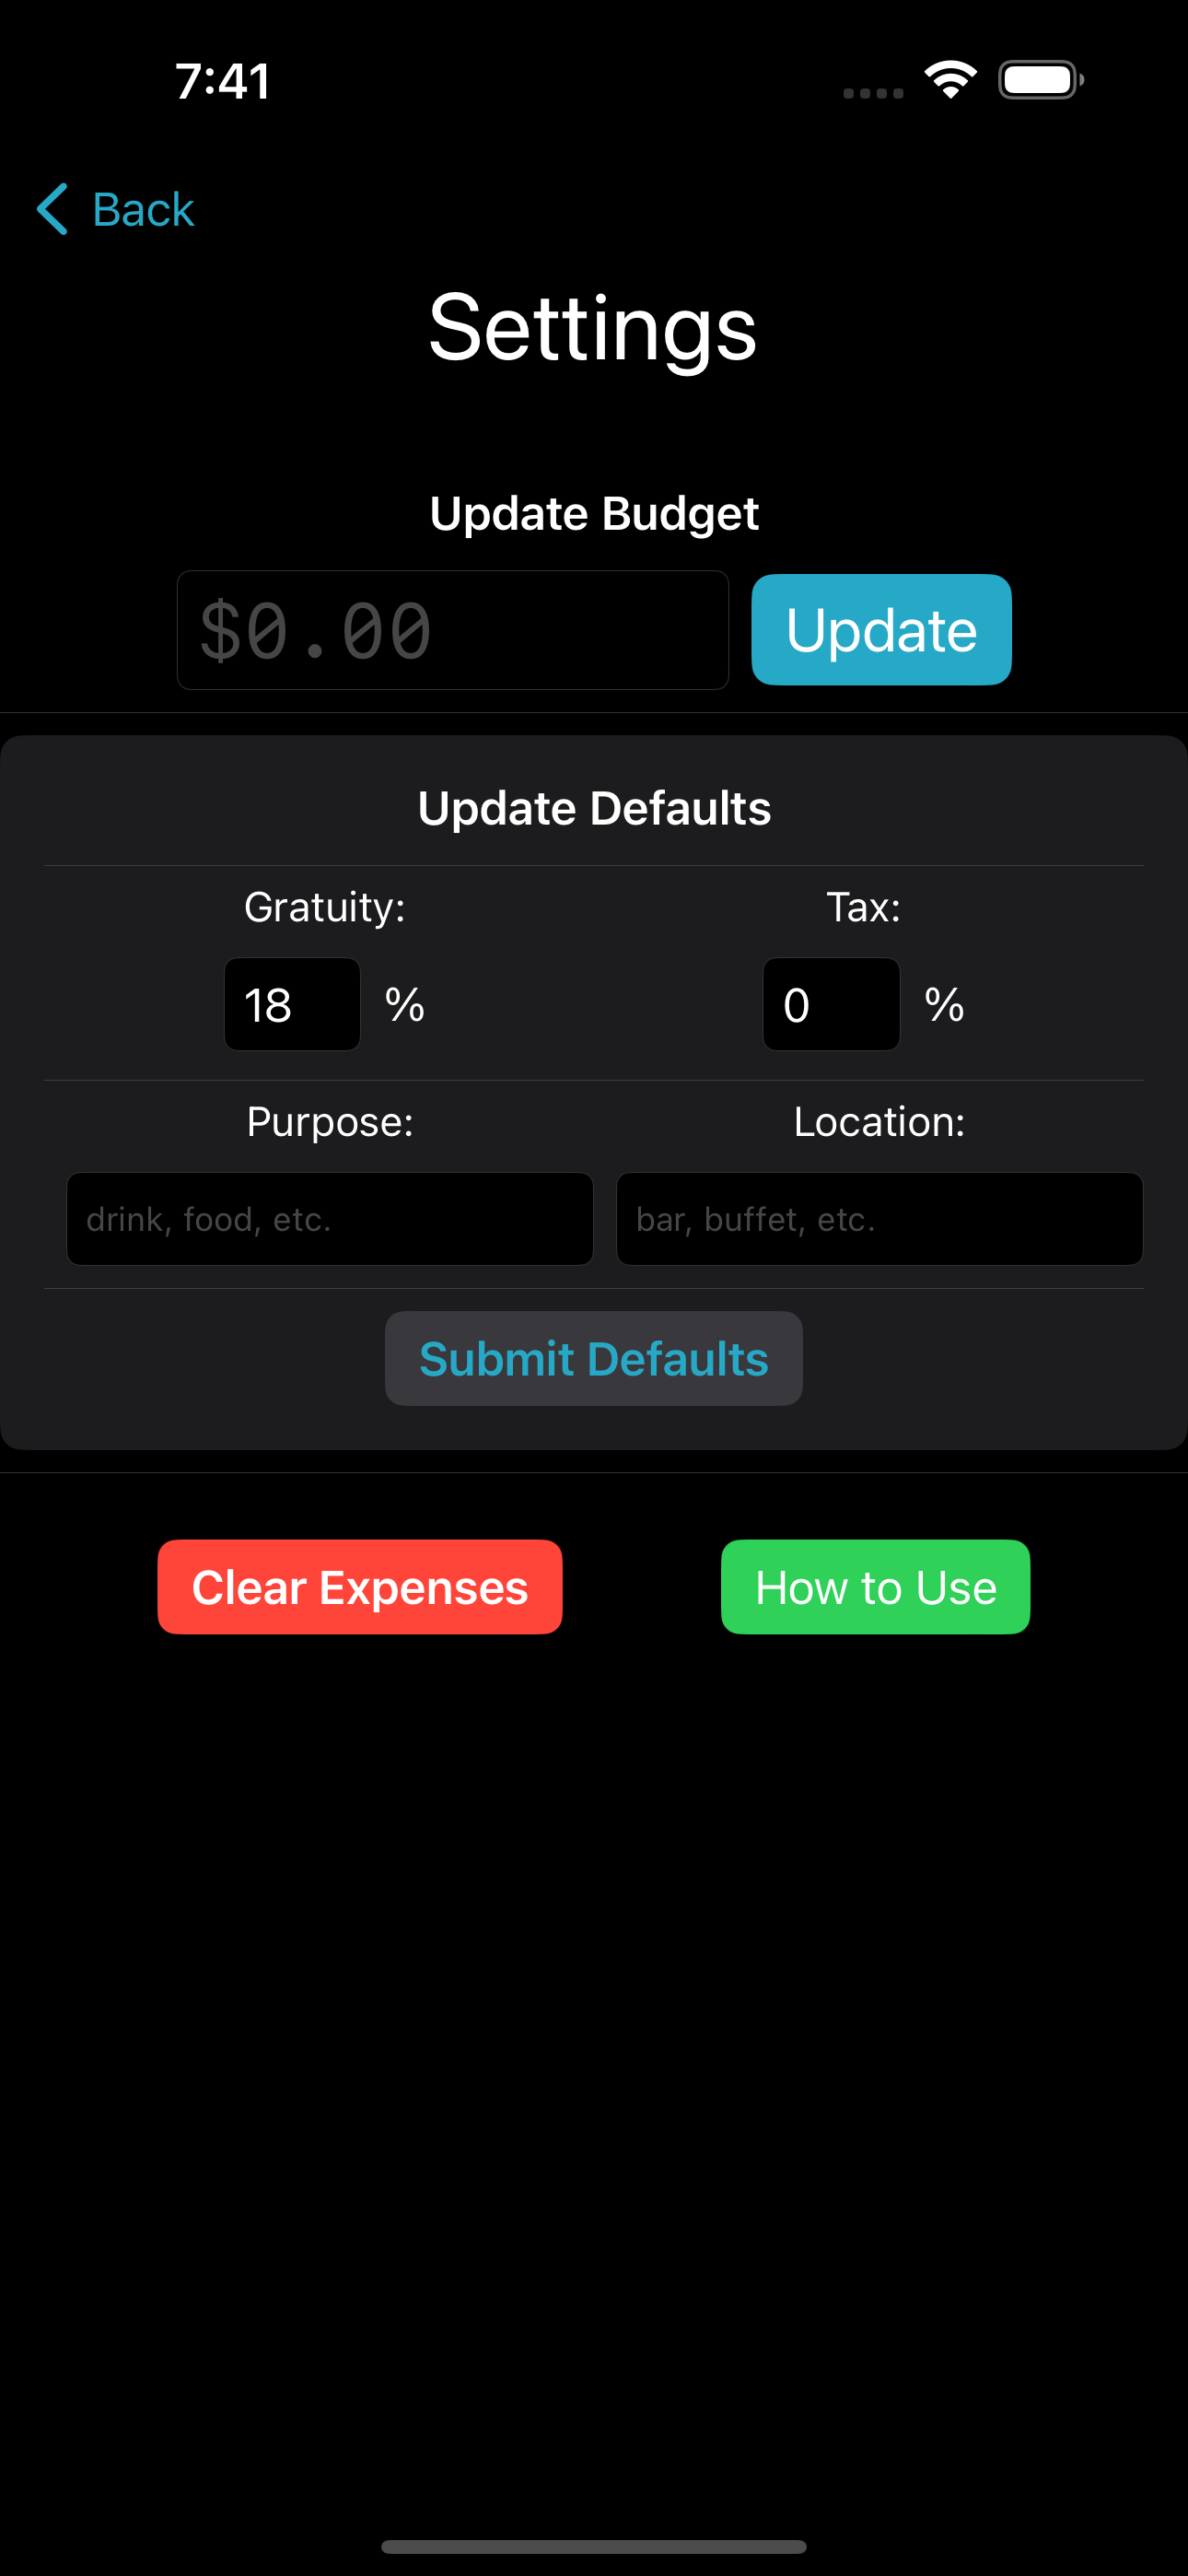 7:41
Back
Settings
Update Budget
$0.00 Update
Update Defaults
Gratuity: Tax:
18 % 0 %
Purpose: Location:
drink, food, etc. bar, buffet, etc.
Submit Defaults
Clear Expenses How to Use